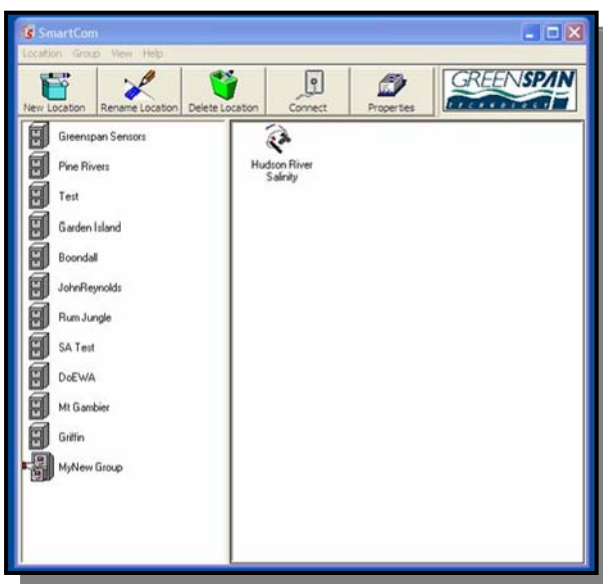 SmartCom
Location Group View Help
New Location Rename Location Delete Location Connect Properties
GREENSPAN
TECHNOLOGY
Greenspan Sensors
Pine Rivers
Test
Garden Island
Boondall
JohnReynolds
Rum Jungle
SA Test
DoEWA
Mt Gambier
Griffin
MyNew Group
Hudson River
Salinity